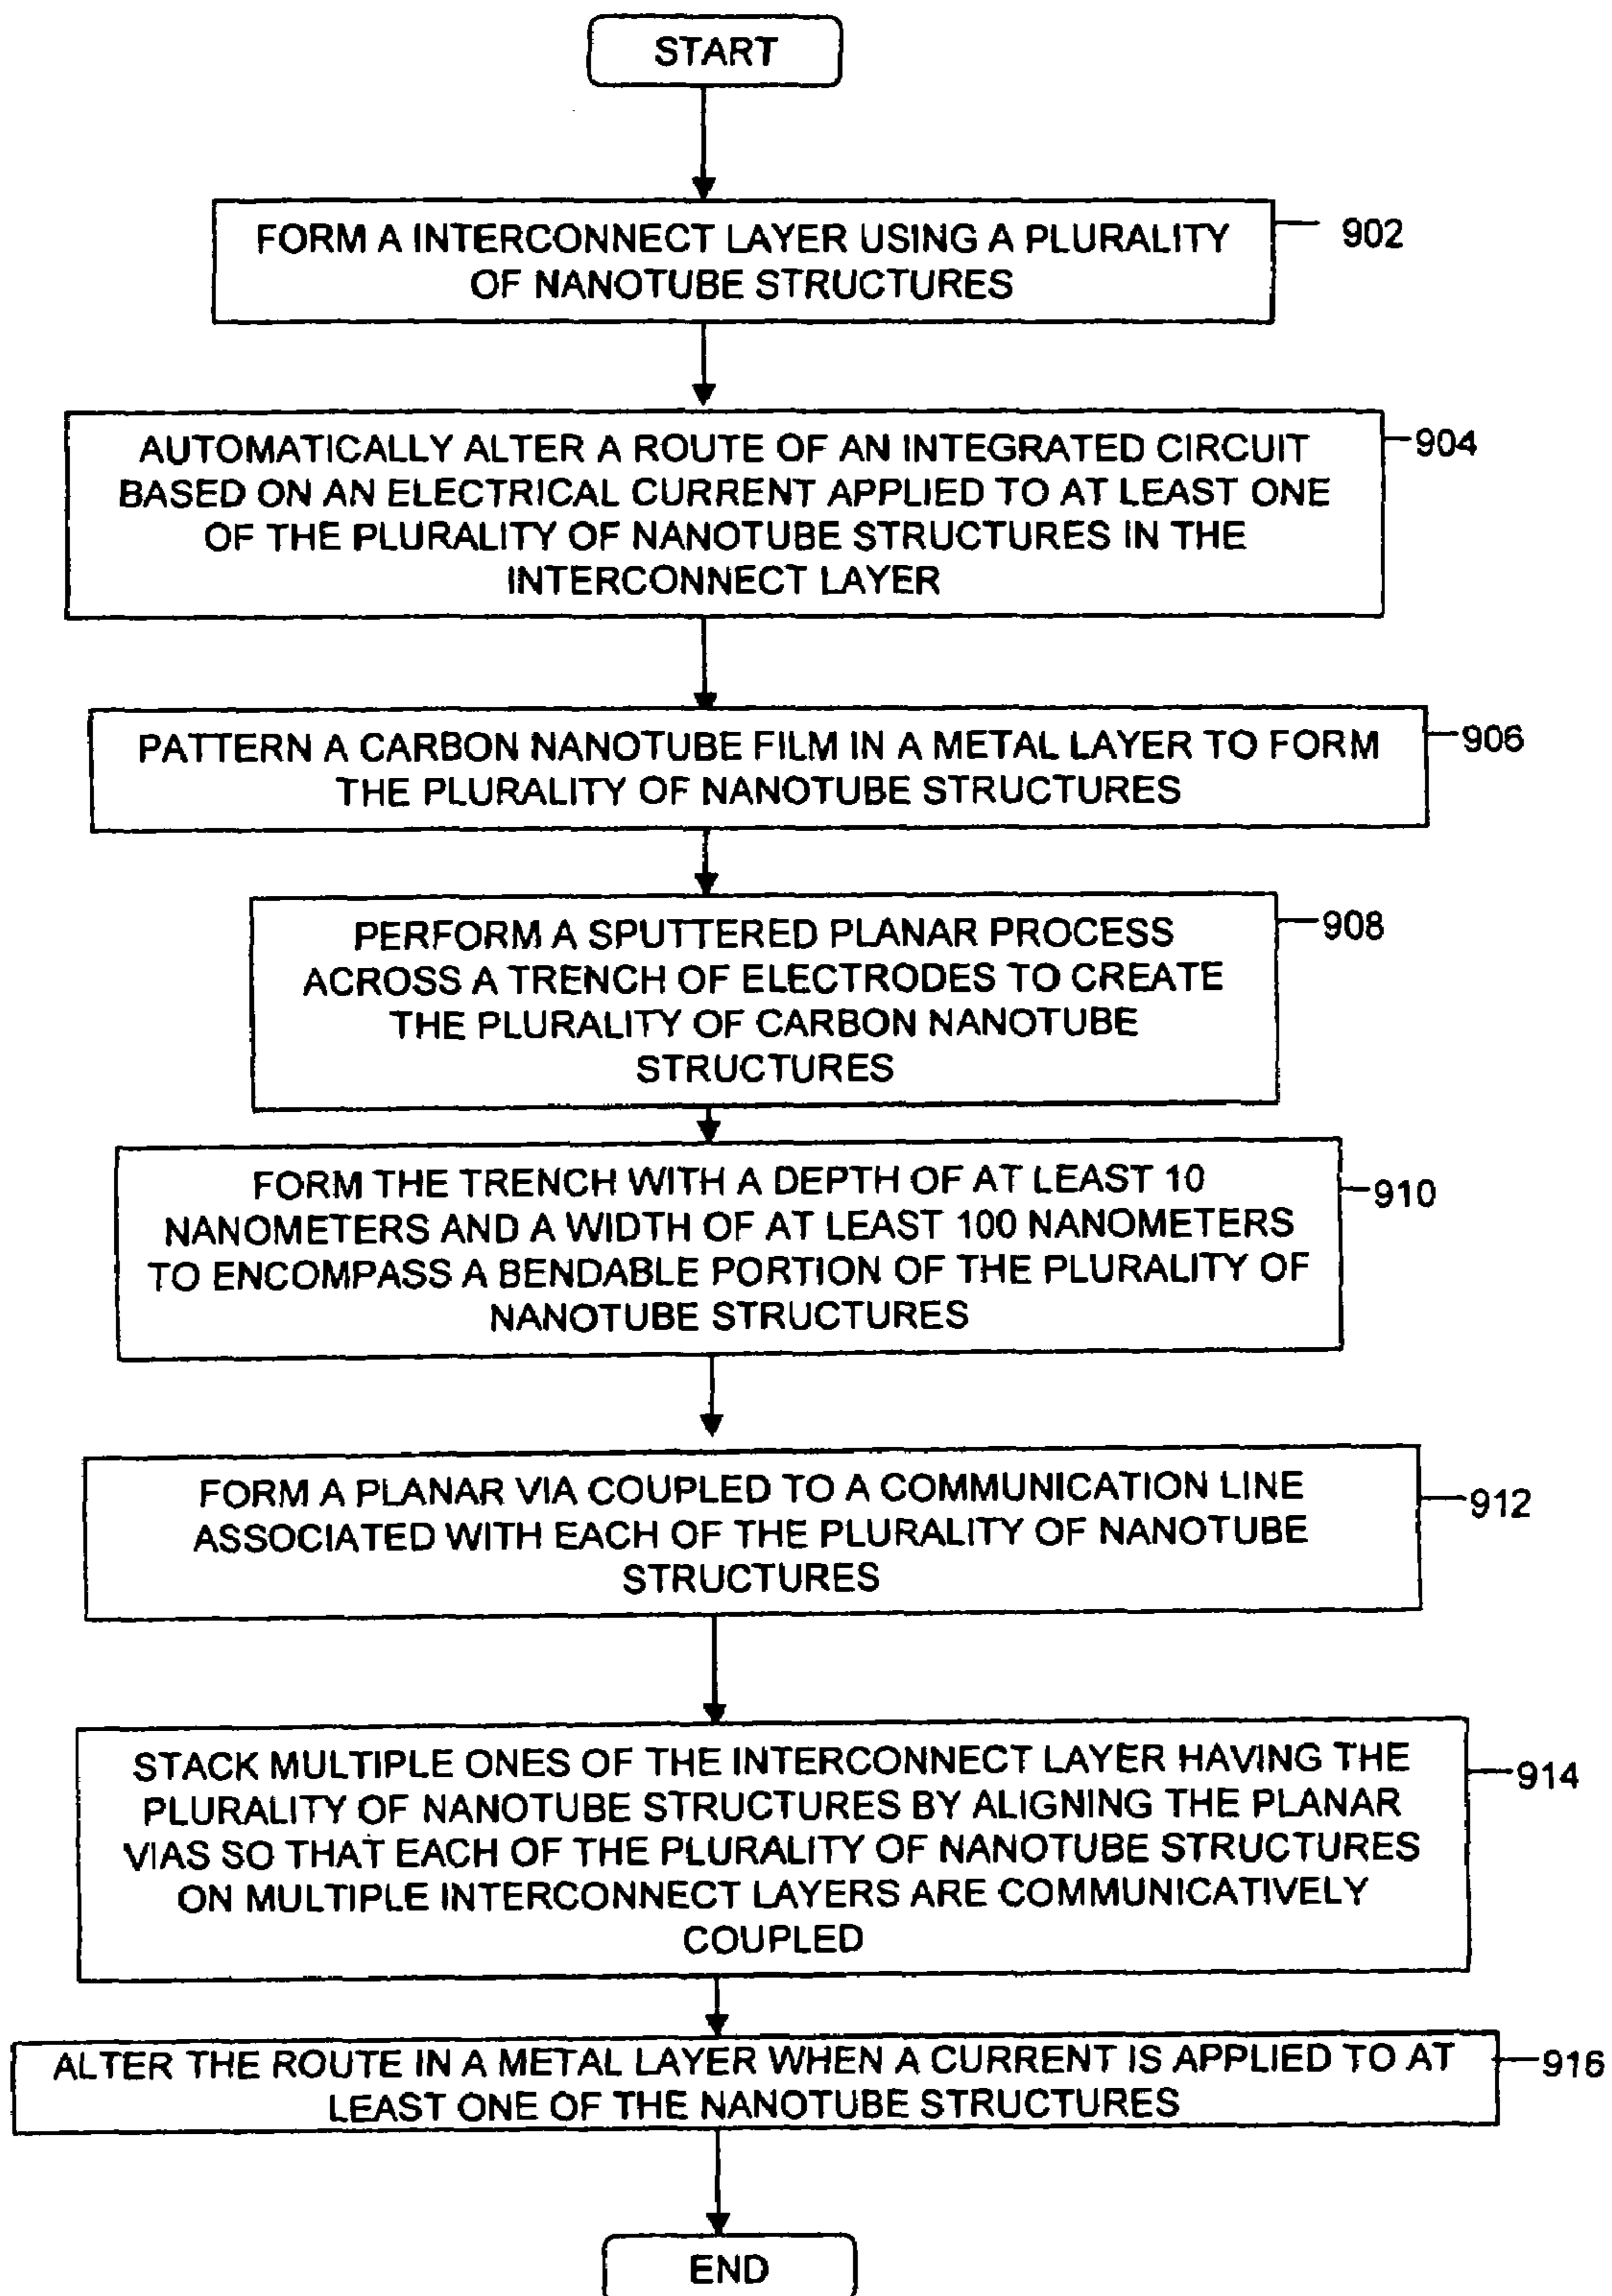 START
FORM A INTERCONNECT LAYER USING A PLURALITY
OF NANOTUBE STRUCTURES
902
AUTOMATICALLY ALTER A ROUTE OF AN INTEGRATED CIRCUIT
BASED ON AN ELECTRICAL CURRENT APPLIED TO AT LEAST ONE
OF THE PLURALITY OF NANOTUBE STRUCTURES IN THE
INTERCONNECT LAYER
904
PATTERN A CARBON NANOTUBE FILM IN A METAL LAYER TO FORM
THE PLURALITY OF NANOTUBE STRUCTURES
906
PERFORM A SPUTTERED PLANAR PROCESS
ACROSS A TRENCH OF ELECTRODES TO CREATE
THE PLURALITY OF CARBON NANOTUBE
STRUCTURES
908
FORM THE TRENCH WITH A DEPTH OF AT LEAST 10
NANOMETERS AND A WIDTH OF AT LEAST 100 NANOMETERS
TO ENCOMPASS A BENDABLE PORTION OF THE PLURALITY OF
NANOTUBE STRUCTURES
910
FORM A PLANAR VIA COUPLED TO A COMMUNICATION LINE
ASSOCIATED WITH EACH OF THE PLURALITY OF NANOTUBE
STRUCTURES
912
STACK MULTIPLE ONES OF THE INTERCONNECT LAYER HAVING THE
PLURALITY OF NANOTUBE STRUCTURES BY ALIGNING THE PLANAR
VIAS SO THAT EACH OF THE PLURALITY OF NANOTUBE STRUCTURES
ON MULTIPLE INTERCONNECT LAYERS ARE COMMUNICATIVELY
COUPLED
914
ALTER THE ROUTE IN A METAL LAYER WHEN A CURRENT IS APPLIED TO AT
LEAST ONE OF THE NANOTUBE STRUCTURES
916
END